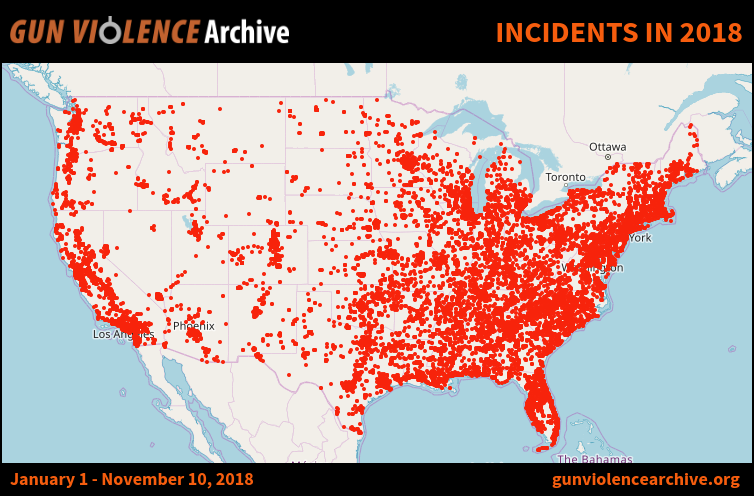 GUN VIOLENCE Archive
INCIDENTS IN 2018
Ottawa
Toronto
York
Washington
Los Angeles
Phoenix
The Bahamas
January 1 - November 10, 2018
gunviolencearchive.org